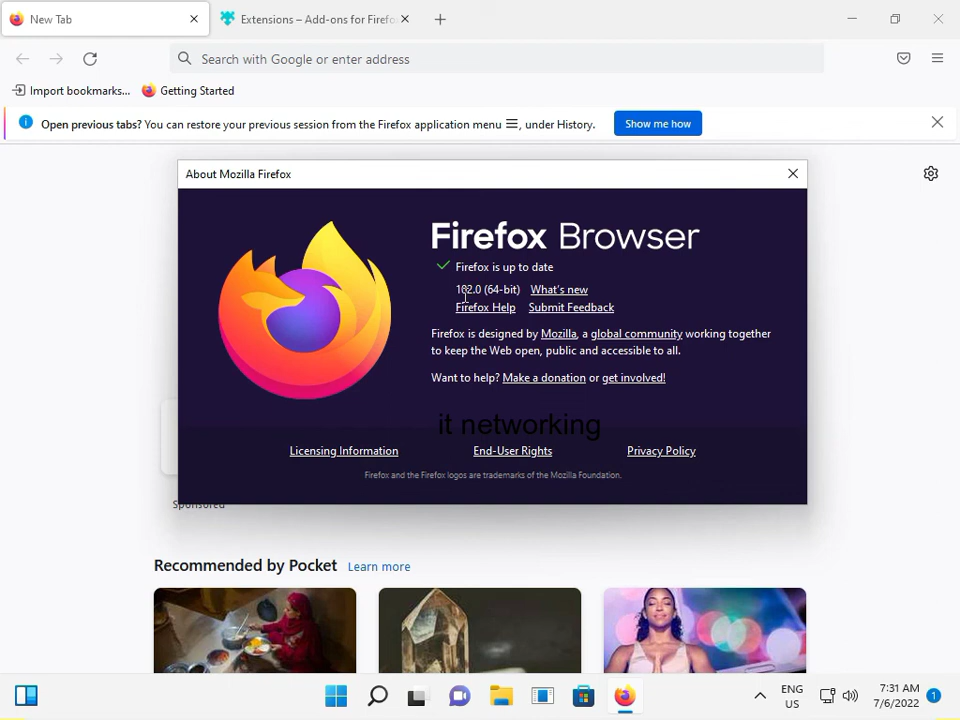 New Tab
Extensions – Add-ons for Firefo
Search with Google or enter address
Import bookmarks...
Getting Started
Open previous tabs? You can restore your previous session from the Firefox application menu ☰, under History.
Show me how
About Mozilla Firefox
Firefox Browser
Firefox is up to date
102.0 (64-bit) What's new
Firefox Help Submit Feedback
Firefox is designed by Mozilla, a global community working together
to keep the Web open, public and accessible to all.
Want to help? Make a donation or get involved!
it networking
Licensing Information End-User Rights Privacy Policy
Firefox and the Firefox logos are trademarks of the Mozilla Foundation.
Sponsored
Recommended by Pocket Learn more
ENG
US
7:31 AM
7/6/2022
1